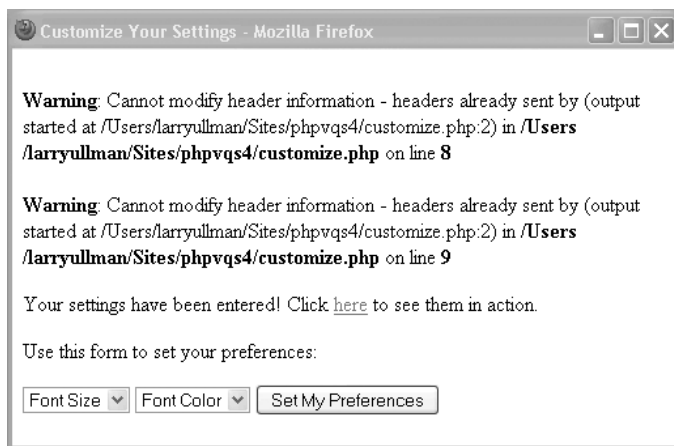 Customize Your Settings - Mozilla Firefox
Warning: Cannot modify header information - headers already sent by (output
started at /Users/larryullman/Sites/phpvqs4/customize.php:2) in /Users
/larryullman/Sites/phpvqs4/customize.php on line 8
Warning: Cannot modify header information - headers already sent by (output
started at /Users/larryullman/Sites/phpvqs4/customize.php:2) in /Users
/larryullman/Sites/phpvqs4/customize.php on line 9
Your settings have been entered! Click here to see them in action.
Use this form to set your preferences:
Font Size Font Color Set My Preferences